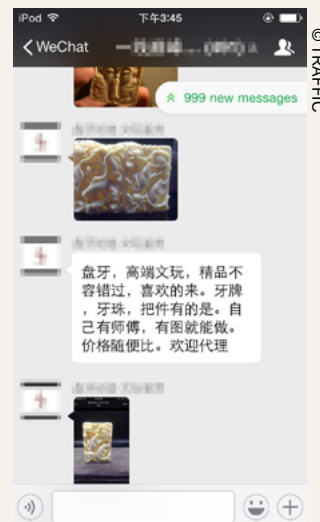 iPod 下午3:45
WeChat
999 new messages
盘牙，高端文玩，精品不
容错过，喜欢的来。牙牌
，牙珠，把件有的是。自
己有师傅，有图就能做。
价格随便比。欢迎代理
© TRAFFIC